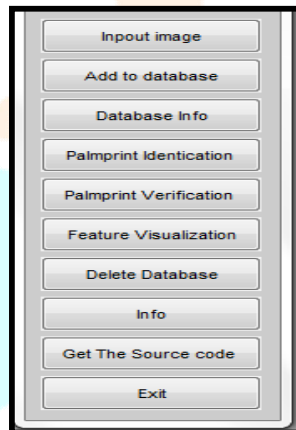 Inpout image
Add to database
Database Info
Palmprint Identication
Palmprint Verification
Feature Visualization
Delete Database
Info
Get The Source code
Exit